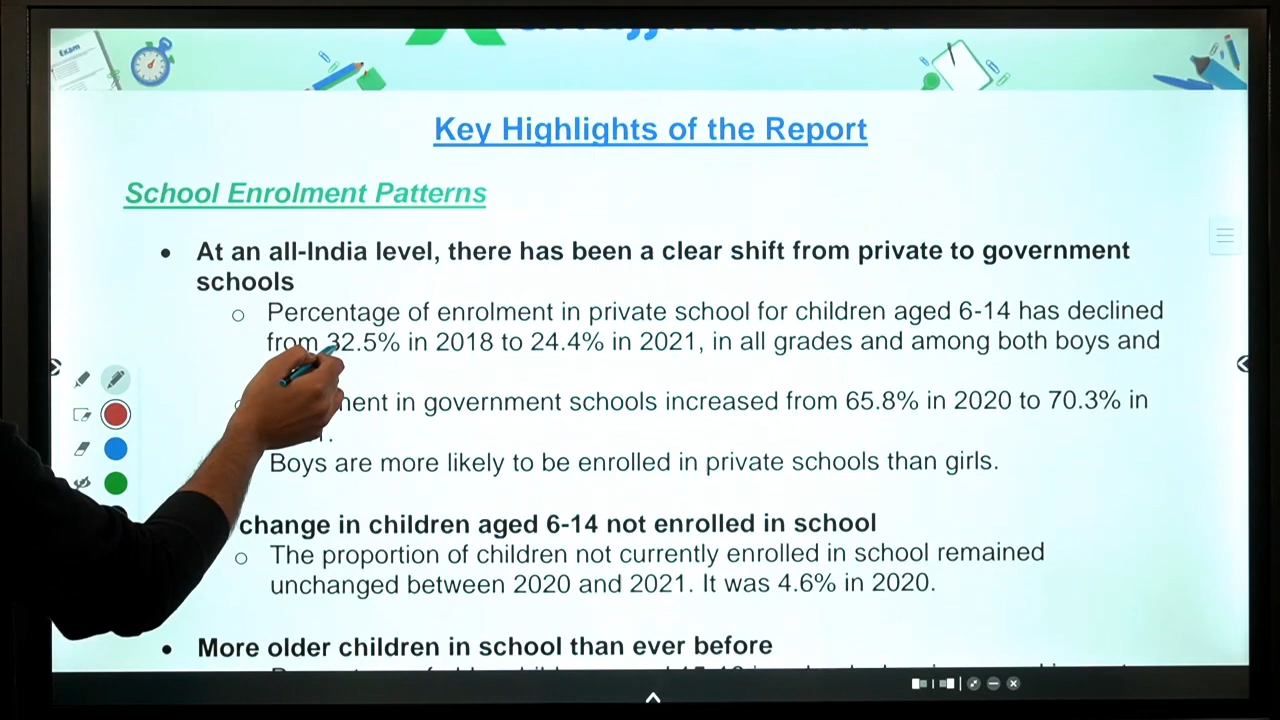 Exam
Key Highlights of the Report
School Enrolment Patterns
• At an all-India level, there has been a clear shift from private to government
schools
○ Percentage of enrolment in private school for children aged 6-14 has declined
from 32.5% in 2018 to 24.4% in 2021, in all grades and among both boys and
in government schools increased from 65.8% in 2020 to 70.3% in
Boys are more likely to be enrolled in private schools than girls.
change in children aged 6-14 not enrolled in school
○ The proportion of children not currently enrolled in school remained
unchanged between 2020 and 2021. It was 4.6% in 2020.
• More older children in school than ever before